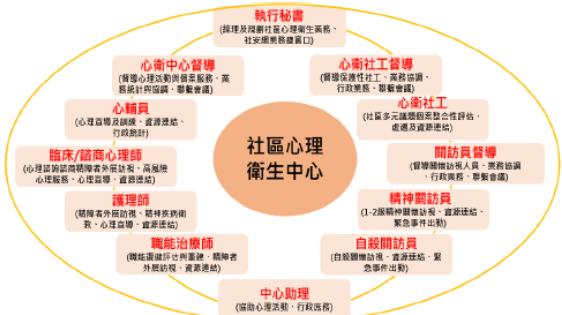 執行秘書
(綜理及規劃社區心理衛生業務、
社安網業務總窗口)
心衛中心督導
(督導心理活動與個案服務、業
務統計與協調、聯繫會議)
心衛社工督導
(督導保護性社工、業務協調、
行政業務、聯繫會議)
心輔員
(心理宣導及訓練、資源連結、
行政統計)
心衛社工
(社區多元議題個案整合性評估、
處遇及資源連結)
社區心理
衛生中心
臨床/諮商心理師
(心理諮詢諮商精障者外展訪視、高風險
心理服務、心理宣導、資源連結)
關訪員督導
(督導關懷訪視人員、業務協調
、行政業務、聯繫會議)
護理師
(精障者外展訪視、精神疾病衛
教、心理宣導、資源連結)
精神關訪員
(1-2級精神關懷訪視、資源連結、
緊急事件出勤)
職能治療師
(職能復健評估與重建、精障者
外展訪視、資源連結)
自殺關訪員
(自殺關懷訪視、資源連結、緊
急事件出勤)
中心助理
(協助心理活動、行政庶務)